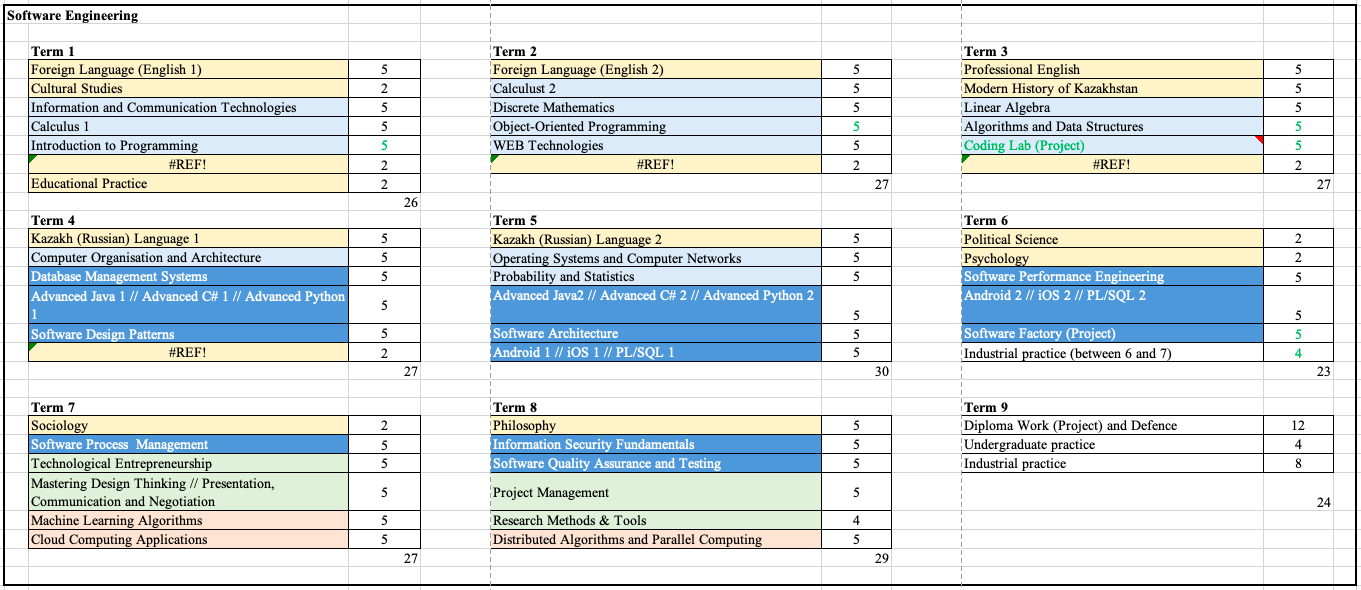 Software Engineering
Term 1
Foreign Language (English 1) 5
Cultural Studies 2
Information and Communication Technologies 5
Calculus 1 5
Introduction to Programming 5
#REF! 2
Educational Practice 2
26
Term 2
Foreign Language (English 2) 5
Calculust 2 5
Discrete Mathematics 5
Object-Oriented Programming 5
WEB Technologies 5
#REF! 2
27
Term 3
Professional English 5
Modern History of Kazakhstan 5
Linear Algebra 5
Algorithms and Data Structures 5
Coding Lab (Project) 5
#REF! 2
27
Term 4
Kazakh (Russian) Language 1 5
Computer Organisation and Architecture 5
Database Management Systems 5
Advanced Java 1 // Advanced C# 1 // Advanced Python
1 5
Software Design Patterns 5
#REF! 2
27
Term 5
Kazakh (Russian) Language 2 5
Operating Systems and Computer Networks 5
Probability and Statistics 5
Advanced Java2 // Advanced C# 2 // Advanced Python 2
5
Software Architecture 5
Android 1 // iOS 1 // PL/SQL 1 5
30
Term 6
Political Science 2
Psychology 2
Software Performance Engineering 5
Android 2 // iOS 2 // PL/SQL 2
5
Software Factory (Project) 5
Industrial practice (between 6 and 7) 4
23
Term 7
Sociology 2
Software Process  Management 5
Technological Entrepreneurship 5
Mastering Design Thinking // Presentation,
Communication and Negotiation 5
Machine Learning Algorithms 5
Cloud Computing Applications 5
27
Term 8
Philosophy 5
Information Security Fundamentals 5
Software Quality Assurance and Testing 5
Project Management 5
Research Methods & Tools 4
Distributed Algorithms and Parallel Computing 5
29
Term 9
Diploma Work (Project) and Defence 12
Undergraduate practice 4
Industrial practice 8
24